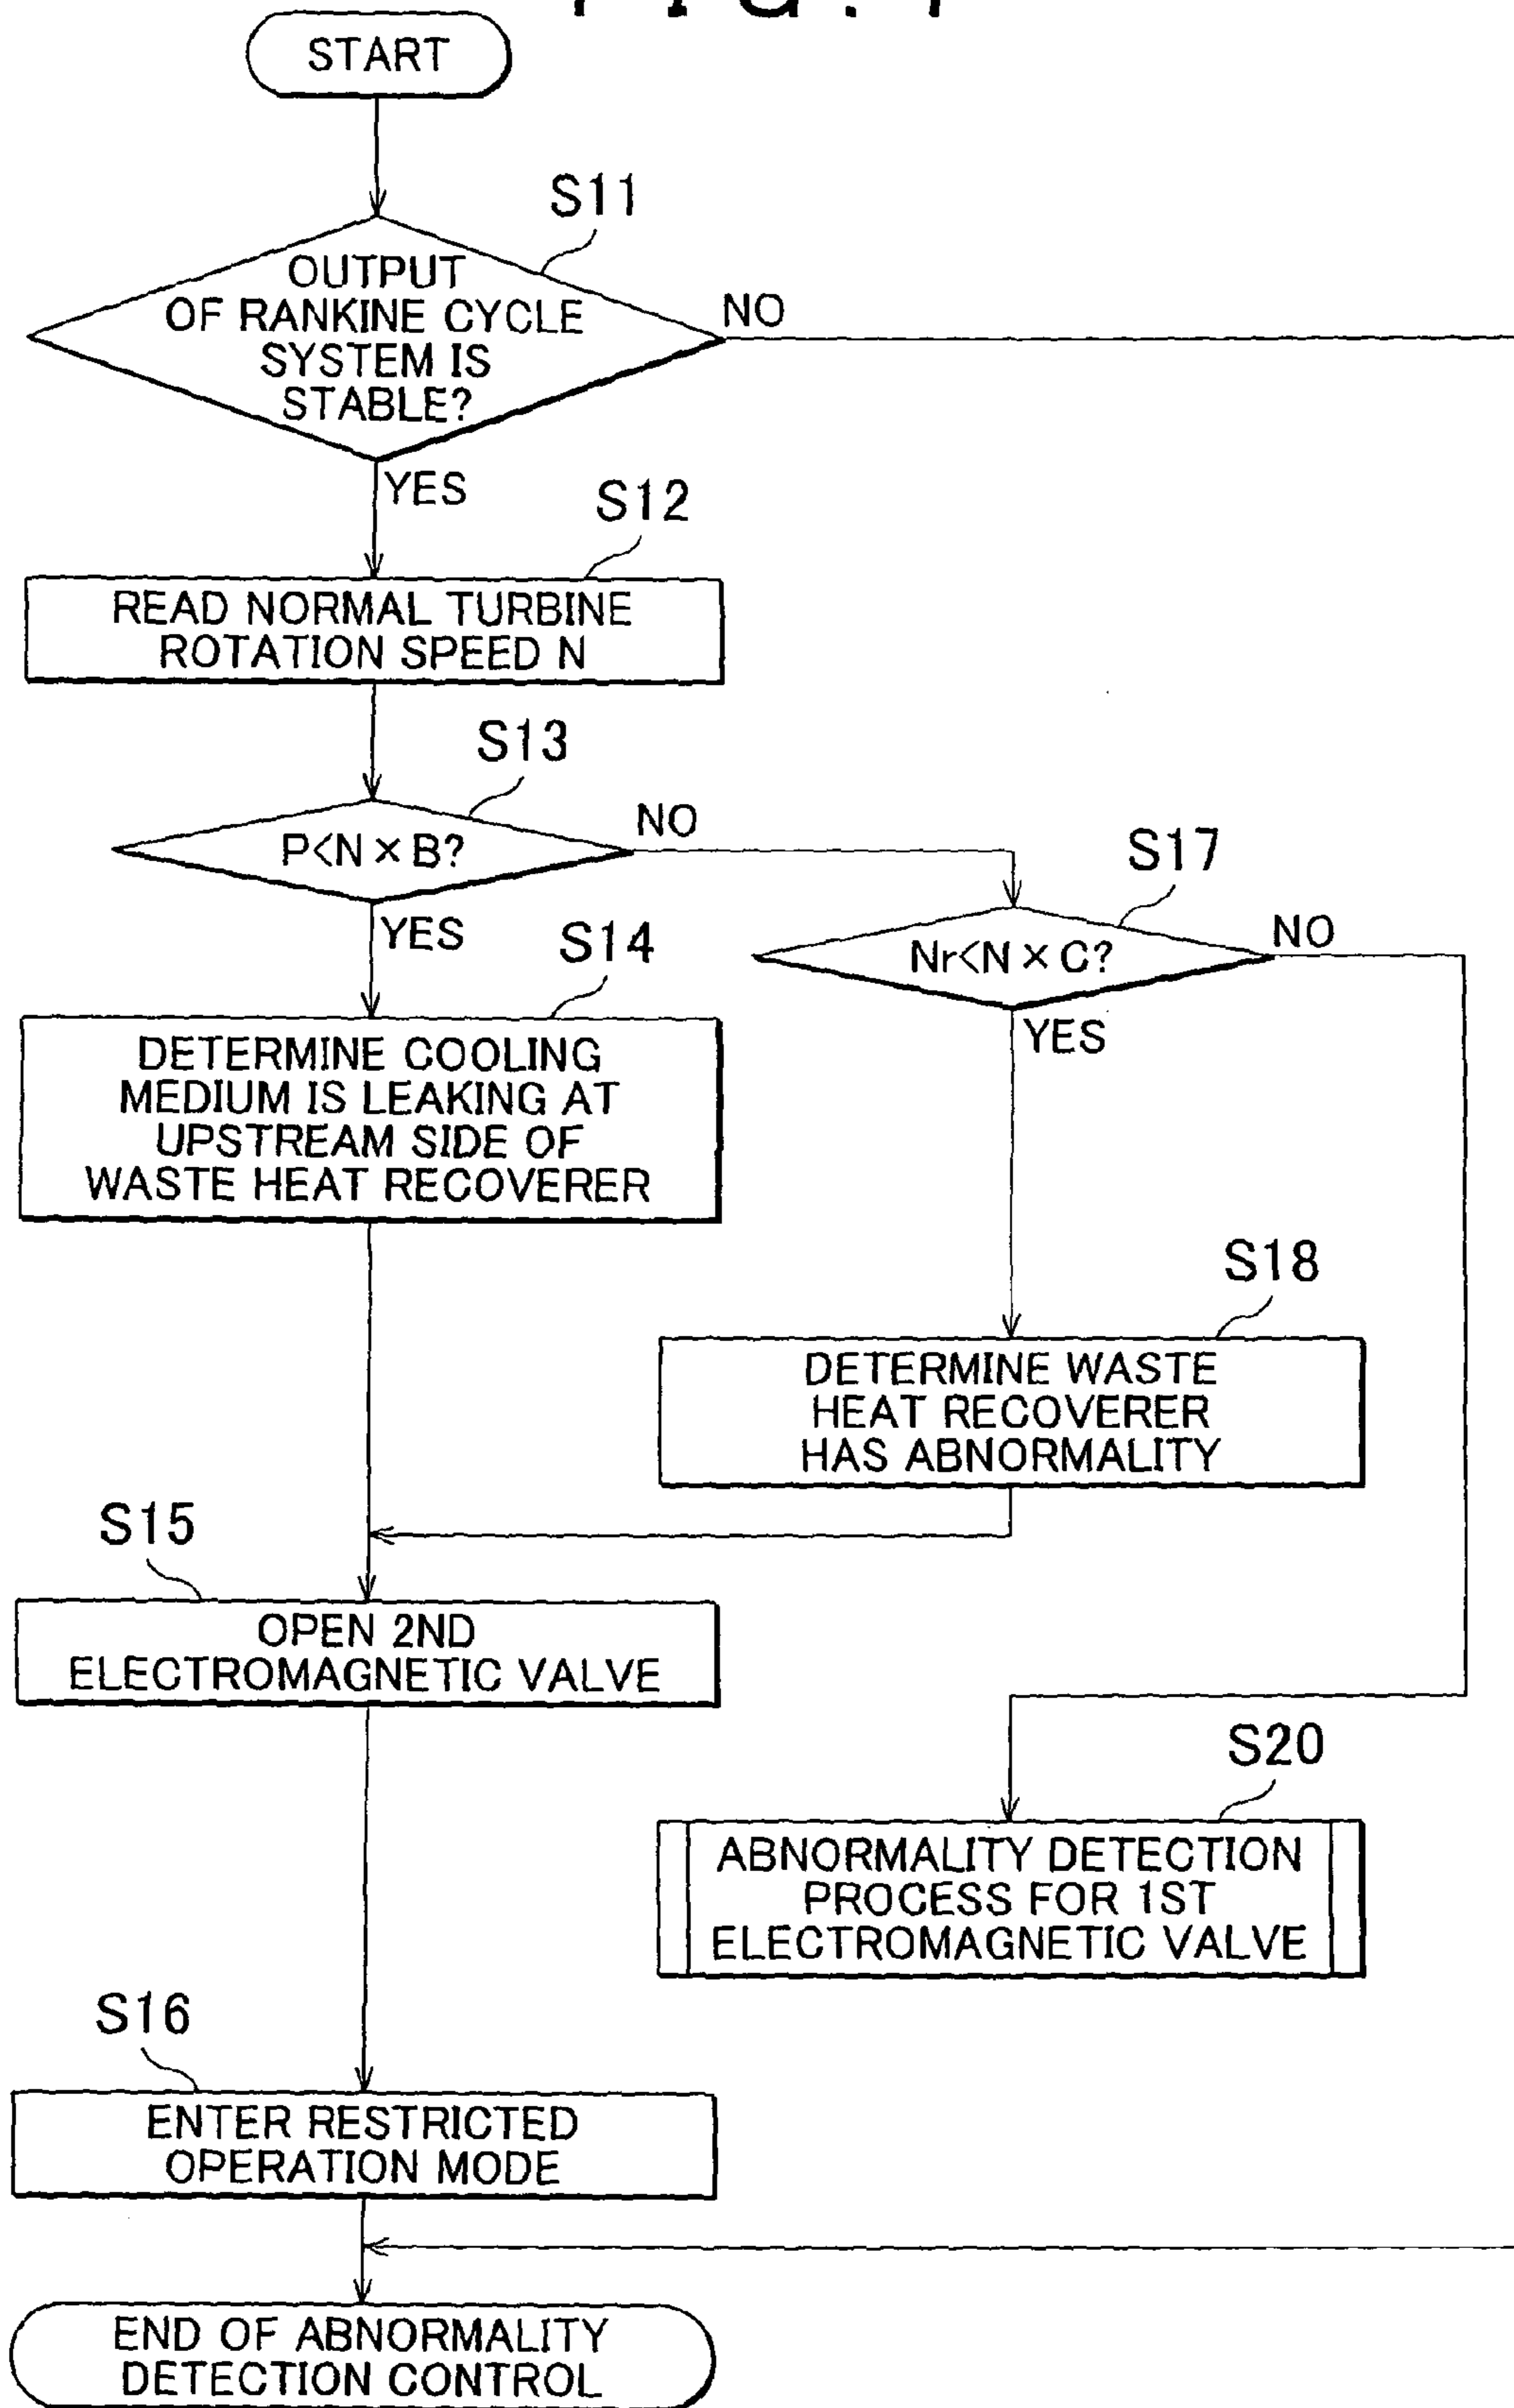 START
S11
OUTPUT
OF RANKINE CYCLE
SYSTEM IS
STABLE?
NO
YES
S12
READ NORMAL TURBINE
ROTATION SPEED N
S13
P<N × B?
NO
YES
S17
Nr<N × C?
NO
YES
S14
DETERMINE COOLING
MEDIUM IS LEAKING AT
UPSTREAM SIDE OF
WASTE HEAT RECOVERER
S18
DETERMINE WASTE
HEAT RECOVERER
HAS ABNORMALITY
S15
OPEN 2ND
ELECTROMAGNETIC VALVE
S20
ABNORMALITY DETECTION
PROCESS FOR 1ST
ELECTROMAGNETIC VALVE
S16
ENTER RESTRICTED
OPERATION MODE
END OF ABNORMALITY
DETECTION CONTROL